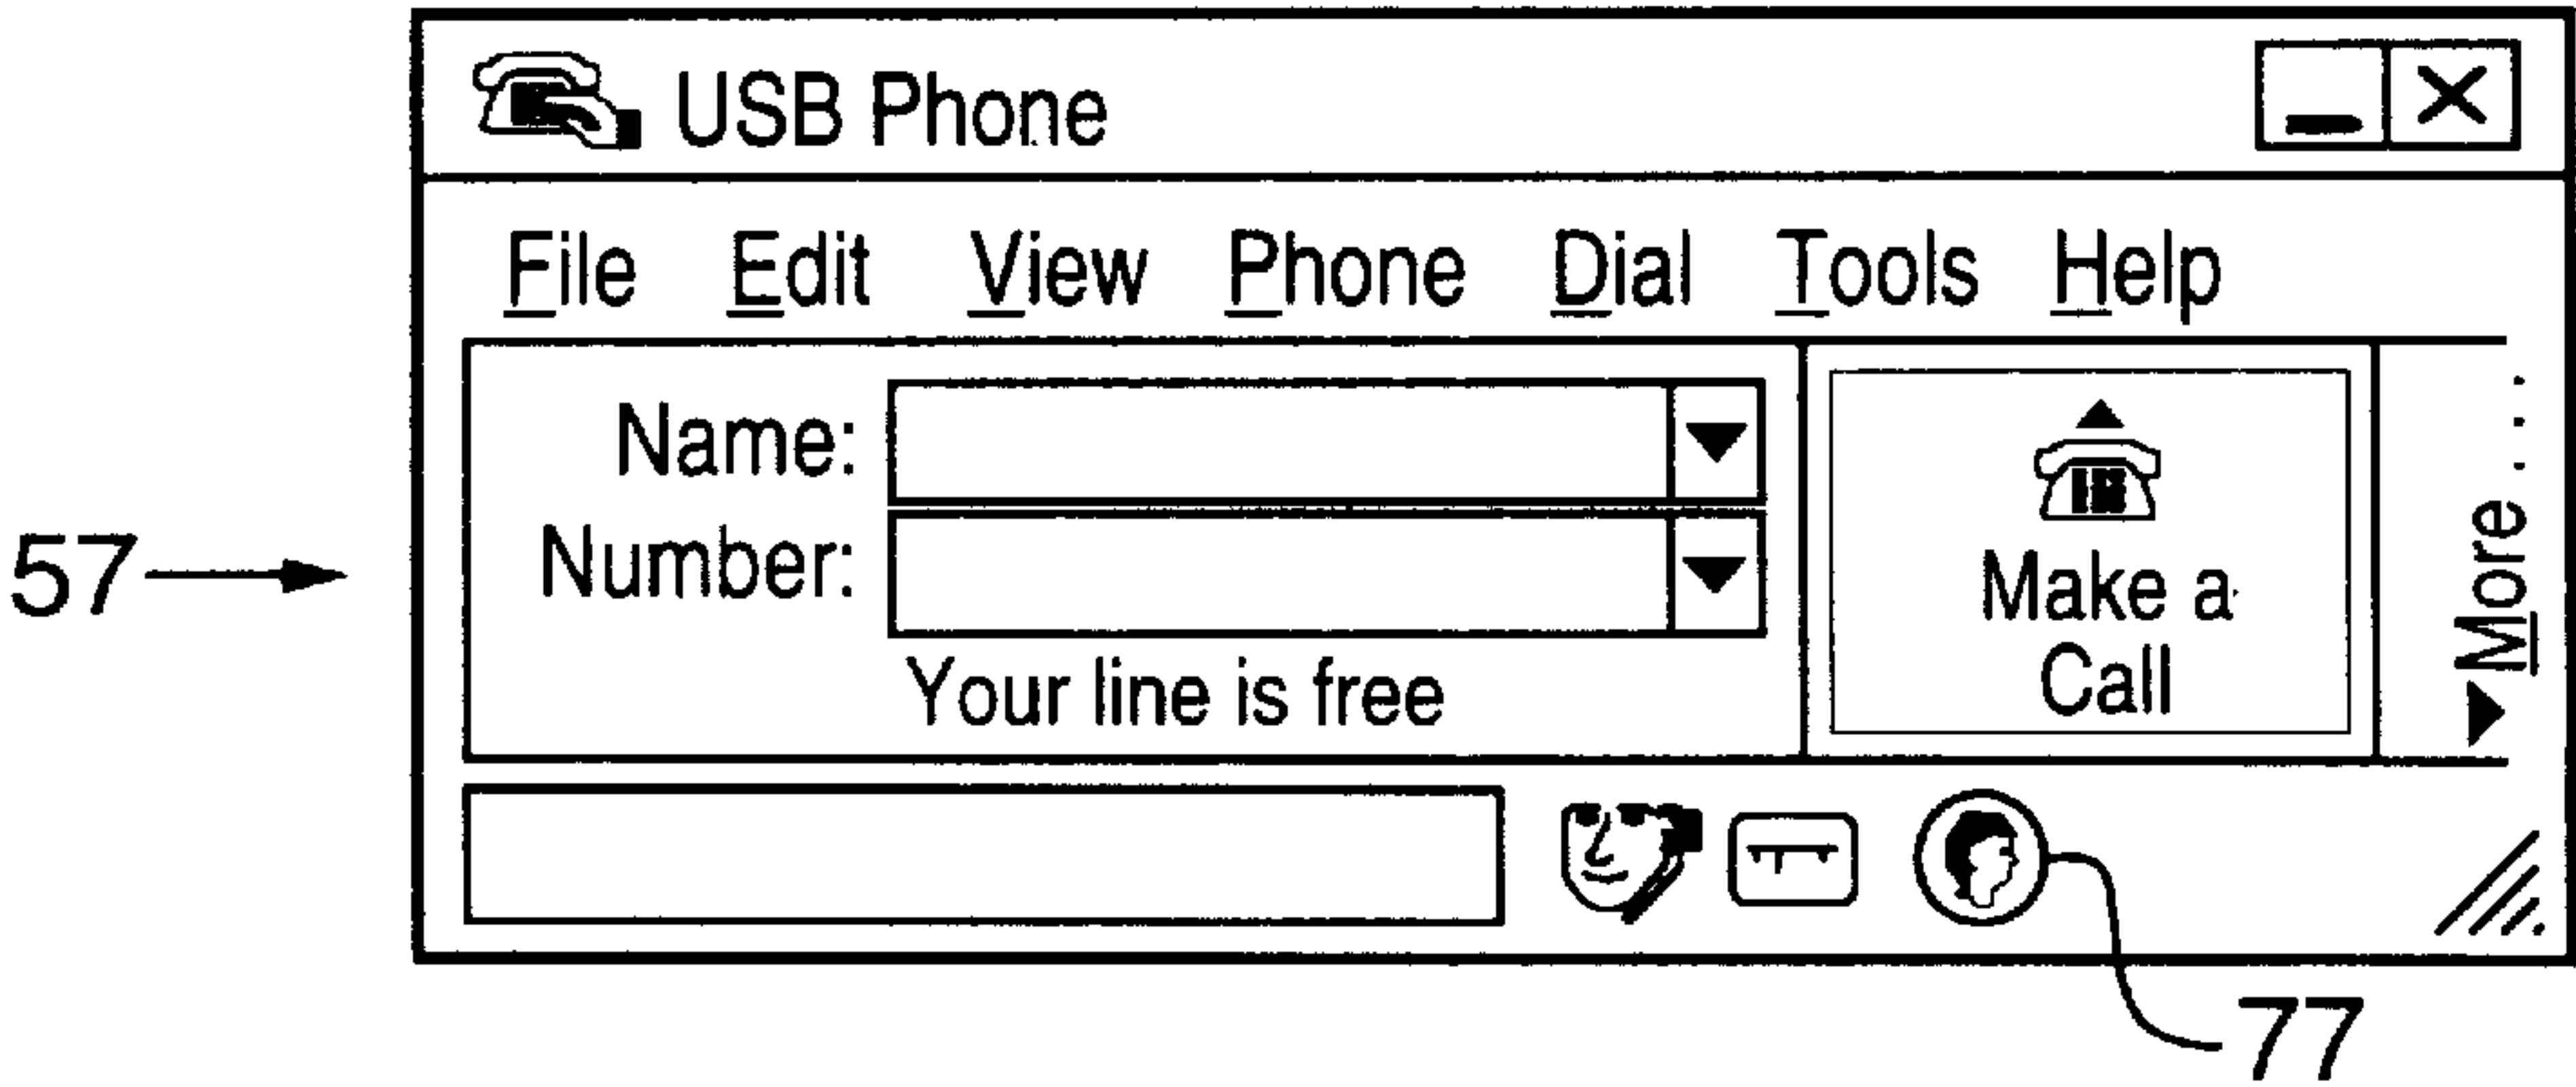 USB Phone
File Edit View Phone Dial Tools Help
Name:
Number:
Your line is free
Make a
Call
More ....
57
77